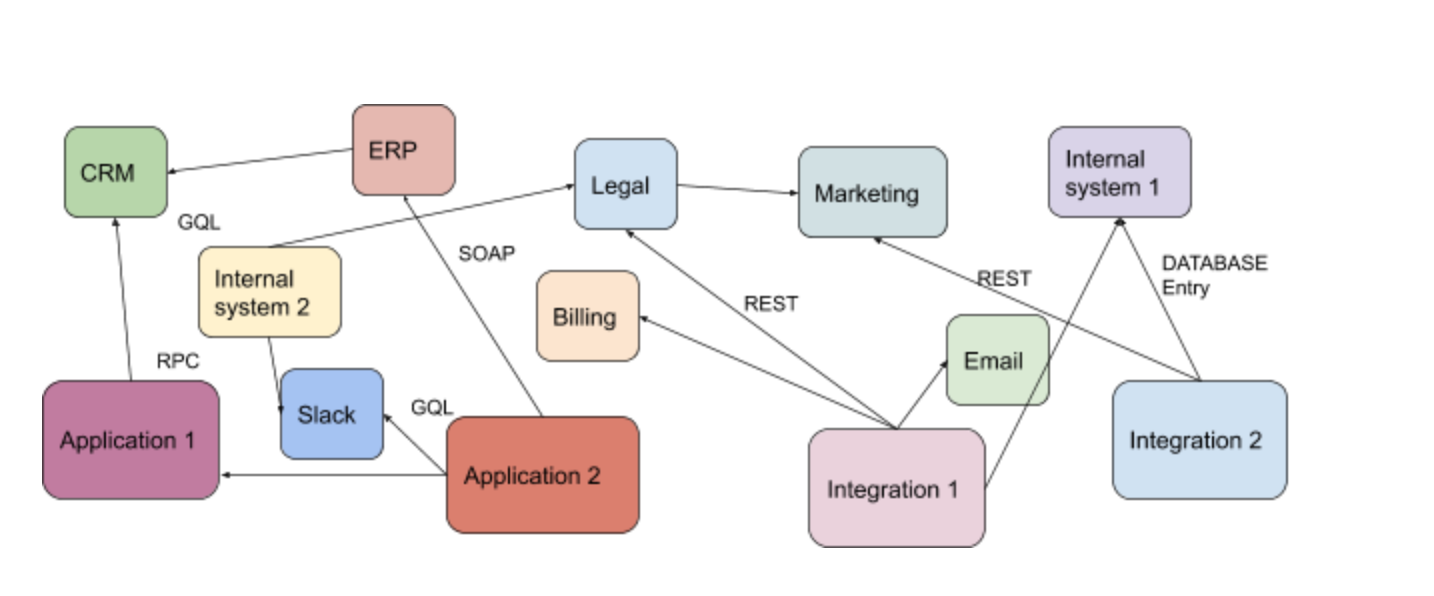 CRM
ERP
Legal
Marketing
Internal
system 1
GQL
SOAP
REST
DATABASE
Entry
Internal
system 2
Billing
REST
Email
RPC
Slack
GQL
Application 1
Application 2
Integration 1
Integration 2